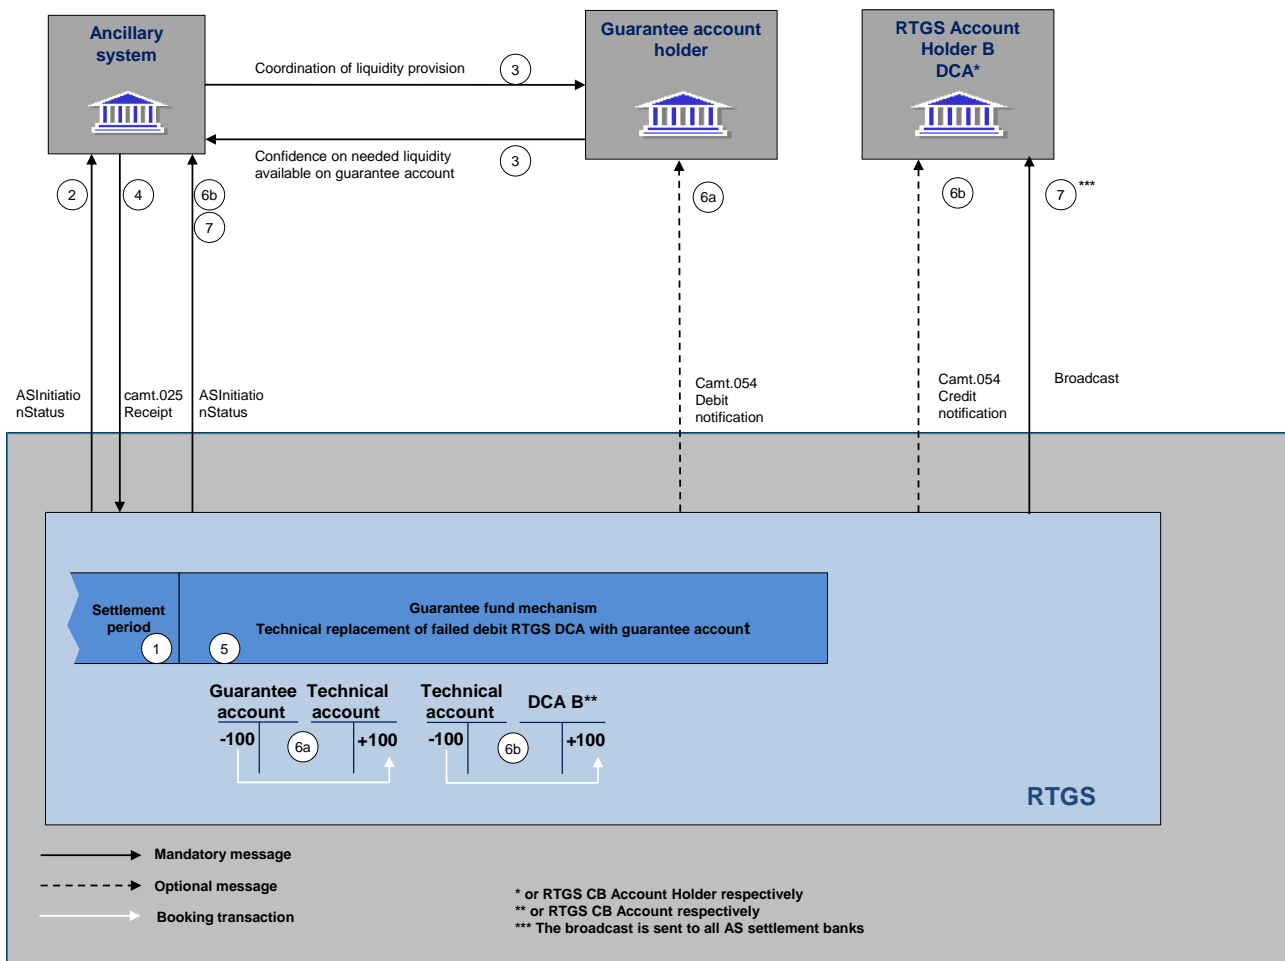 Ancillary
system
Guarantee account
holder
RTGS Account
Holder B
DCA*
Coordination of liquidity provision
3
Confidence on needed liquidity
available on guarantee account
3
2
4
6b
7
6a
6b
7
***
ASInitiatio
nStatus
camt.025
Receipt
ASInitiatio
nStatus
Camt.054
Debit
notification
Camt.054
Credit
notification
Broadcast
Settlement
period
1
Guarantee fund mechanism
Technical replacement of failed debit RTGS DCA with guarantee account
5
Guarantee
account
Technical
account
-100
6a
+100
Technical
account
DCA B**
-100
6b
+100
RTGS
Mandatory message
Optional message
Booking transaction
* or RTGS CB Account Holder respectively
** or RTGS CB Account respectively
*** The broadcast is sent to all AS settlement banks